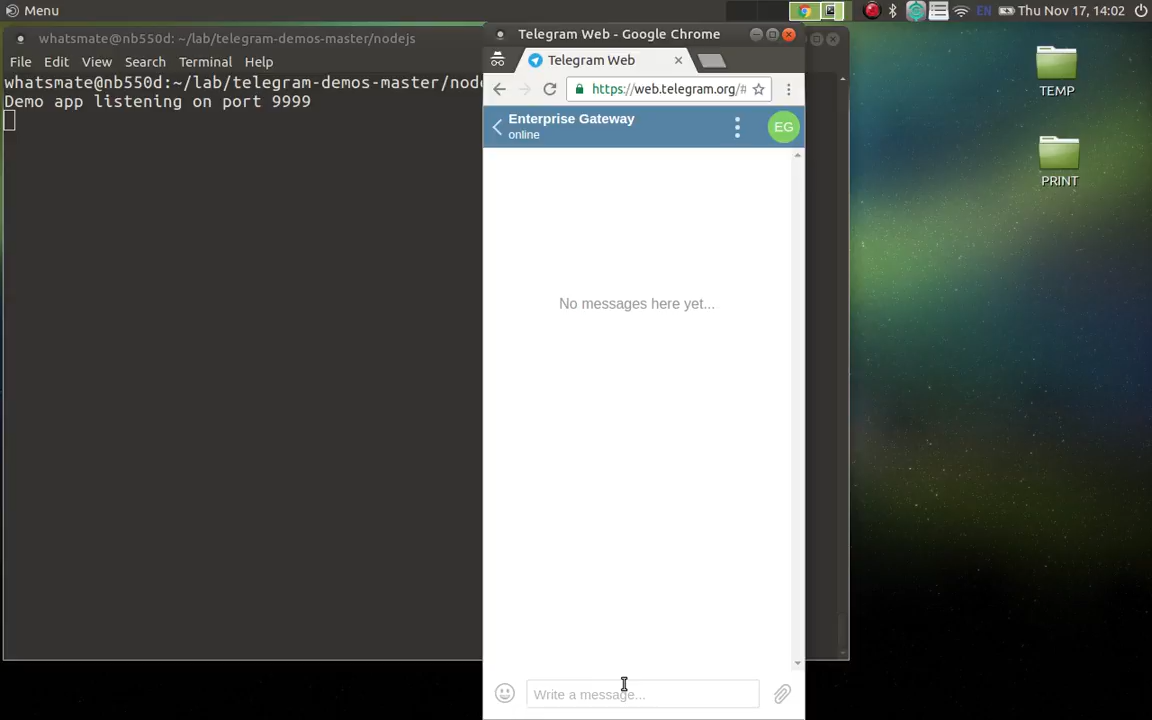 Menu
EN
Thu Nov 17, 14:02
whatsmate@nb550d: ~/lab/telegram-demos-master/nodejs
File Edit View Search Terminal Help
whatsmate@nb550d:~/lab/telegram-demos-master/node
Demo app listening on port 9999
Telegram Web - Google Chrome
Telegram Web
https://web.telegram.org/#
Enterprise Gateway
online
EG
No messages here yet...
Write a message...
TEMP
PRINT